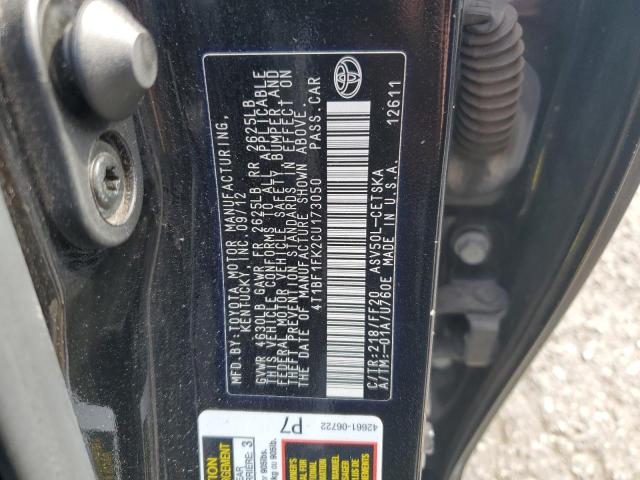 MFD.BY:TOYOTA MOTOR MANUFACTURING,
KENTUCKY, INC. 09/12
GVWR 4630LB GAWR FR 2625LB RR 2625LB
THIS VEHICLE CONFORMS TO ALL APPLICABLE
FEDERAL MOTOR VEHICLE SAFETY, BUMPER, AND
THEFT PREVENTION STANDARDS IN EFFECT ON
THE DATE OF MANUFACTURE SHOWN ABOVE.
4T1BF1FK2CU173050 PASS.CAR
C/TR:218/FF20 ASV50L-CETSKA
A/TM:-01A/U760E MADE IN U.S.A. 12611
42661-06722
P7